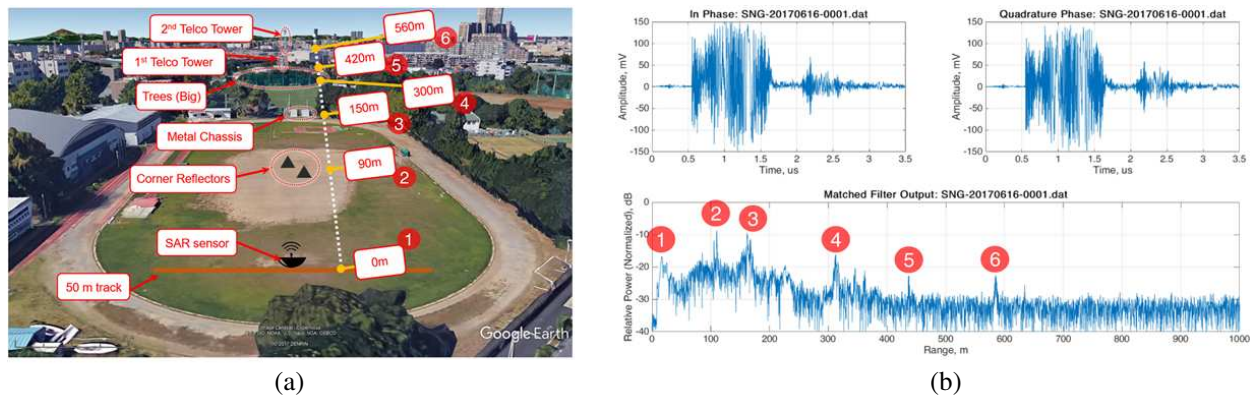 2nd Telco Tower
560m
6
1st Telco Tower
420m
5
Trees (Big)
300m
4
150m
3
Metal Chassis
90m
2
Corner Reflectors
1
SAR sensor
0m
50 m track
Google Earth
(a)
In Phase: SNG-20170616-0001.dat
150
100
50
0
-50
-100
-150
Amplitude, mV
0 0.5 1 1.5 2 2.5 3 3.5
Time, us
Quadrature Phase: SNG-20170616-0001.dat
150
100
50
0
-50
-100
-150
Amplitude, mV
0 0.5 1 1.5 2 2.5 3 3.5
Time, us
Matched Filter Output: SNG-20170616-0001.dat
0
-10
-20
-30
-40
Relative Power (Normalized), dB
1 2 3 4 5 6
0 100 200 300 400 500 600 700 800 900 1000
Range, m
(b)